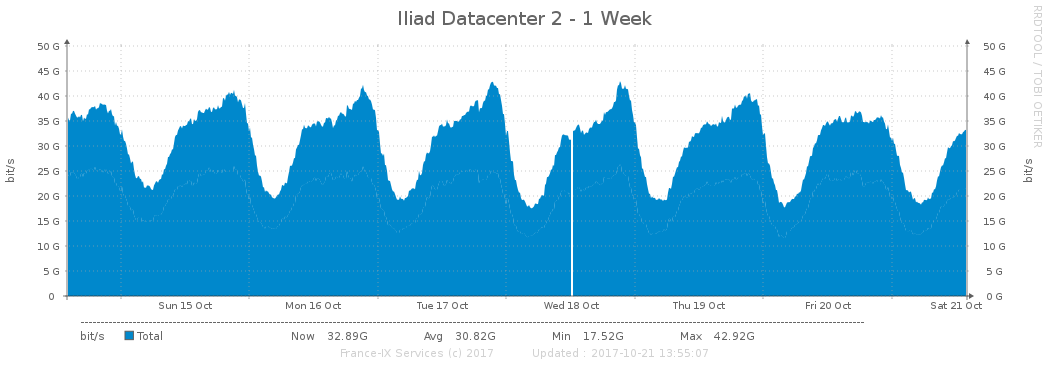 Iliad Datacenter 2 - 1 Week
RRDTOOL / TOBI OETIKER
bit/s
50 G 50 G
45 G 45 G
40 G 40 G
35 G 35 G
30 G 30 G
25 G 25 G
20 G 20 G
15 G 15 G
10 G 10 G
5 G 5 G
0 0 G
bit/s
Sun 15 Oct Mon 16 Oct Tue 17 Oct Wed 18 Oct Thu 19 Oct Fri 20 Oct Sat 21 Oct
bit/s Total Now 32.89G Avg 30.82G Min 17.52G Max 42.92G
France-IX Services (c) 2017 Updated : 2017-10-21 13:55:07